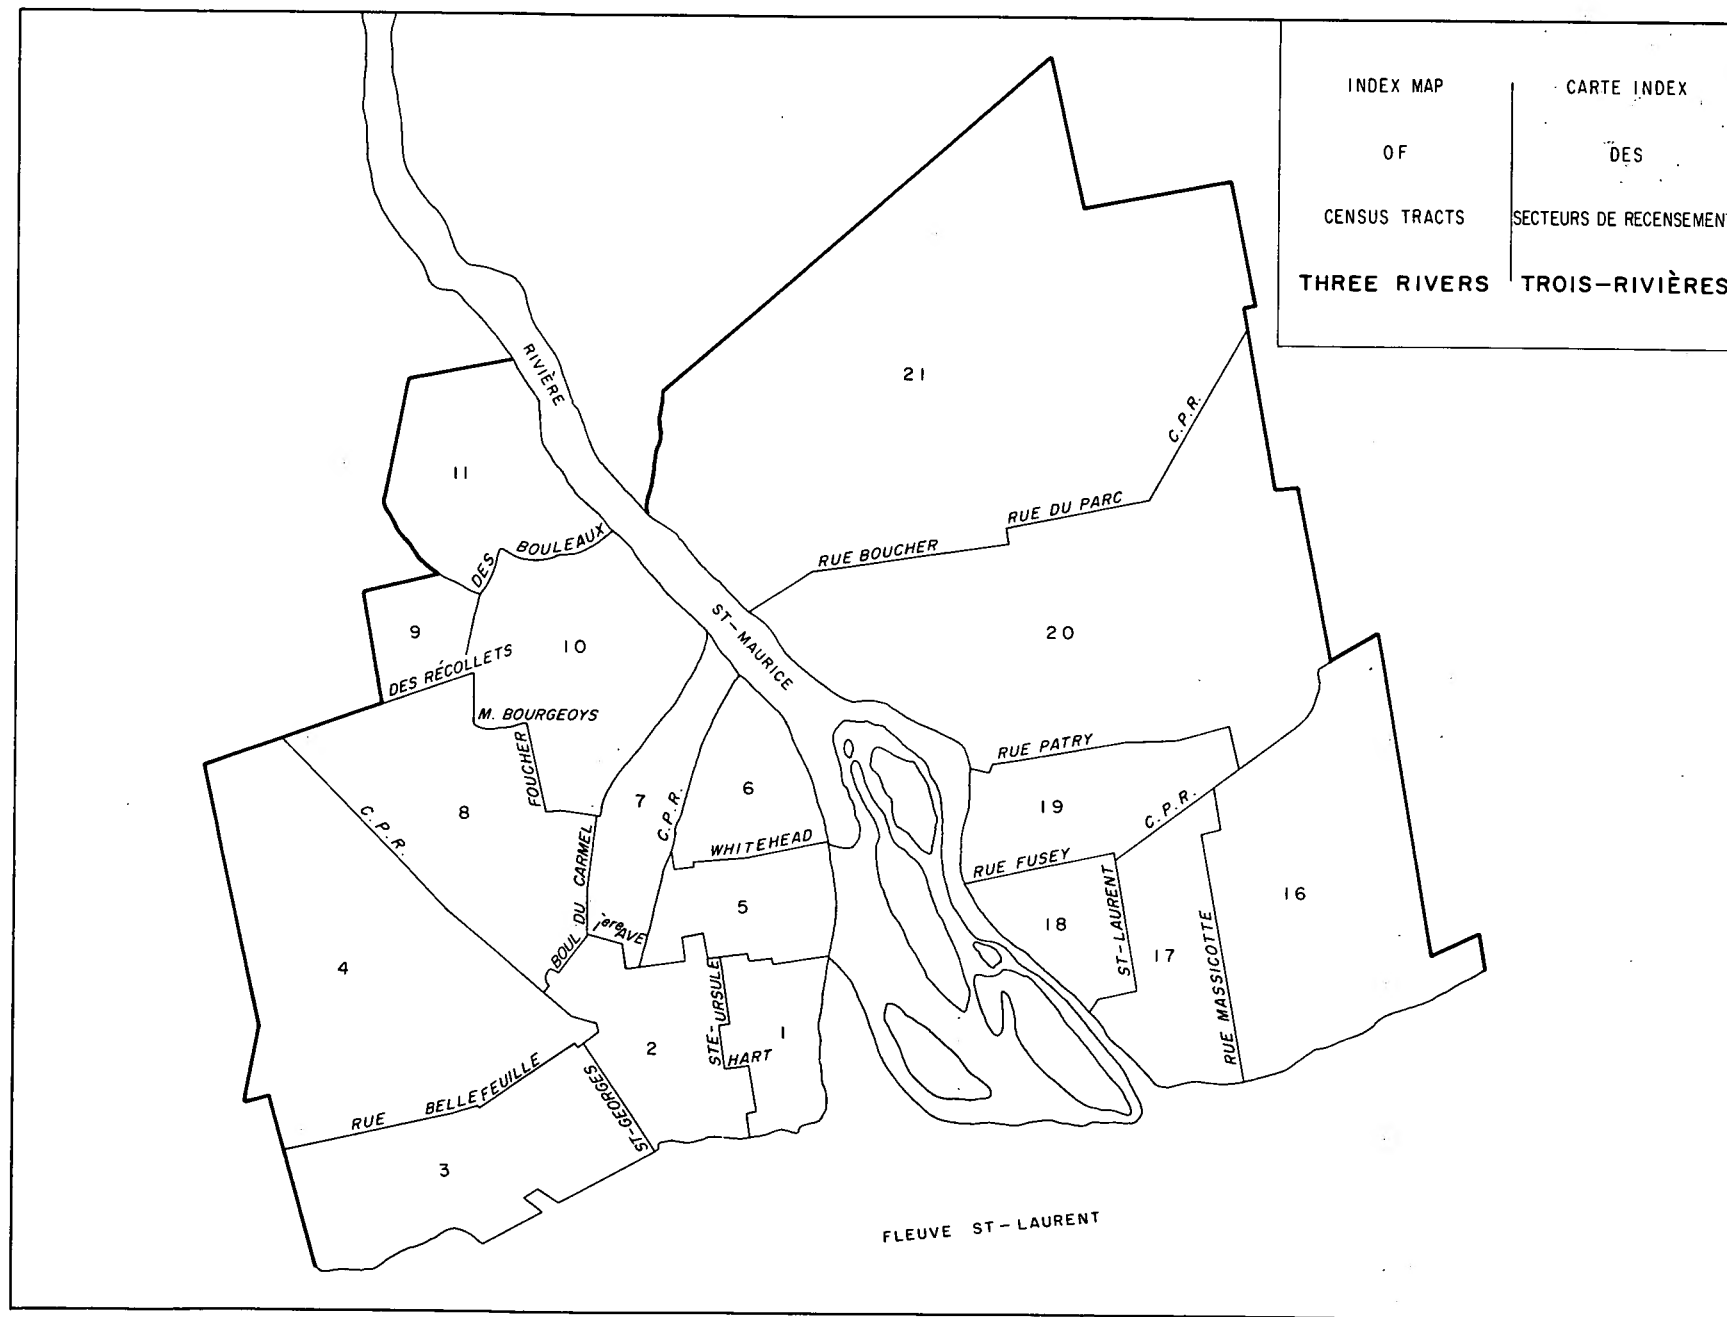 INDEX MAP
OF
CENSUS TRACTS
THREE RIVERS
CARTE INDEX
DES
SECTEURS DE RECENSEMENT
TROIS-RIVIÈRES
RIVIÈRE
ST-MAURICE
21
C.P.R.
RUE DU PARC
RUE BOUCHER
11
DES BOULEAUX
9
10
20
DES RÉCOLLETS
M. BOURGEOYS
FOUCHER
RUE PATRY
C.P.R.
8
7
C.P.R.
6
19
C.P.R.
WHITEHEAD
RUE FUSEY
BOUL DU CARMEL
1ere AVE
5
18
ST-LAURENT
16
17
RUE MASSICOTTE
4
STE-URSULE
1
2
HART
RUE BELLEFEUILLE
ST-GEORGES
3
FLEUVE ST-LAURENT